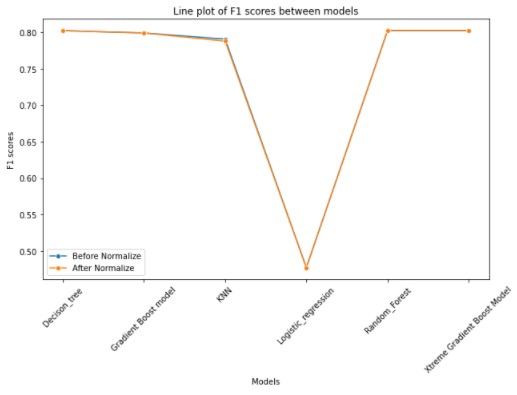 Line plot of F1 scores between models
F1 scores
0.80
0.75
0.70
0.65
0.60
0.55
0.50
Before Normalize
After Normalize
Decison_tree
Gradient Boost model
KNN
Logistic_regression
Random_Forest
Xtreme Gradient Boost Model
Models